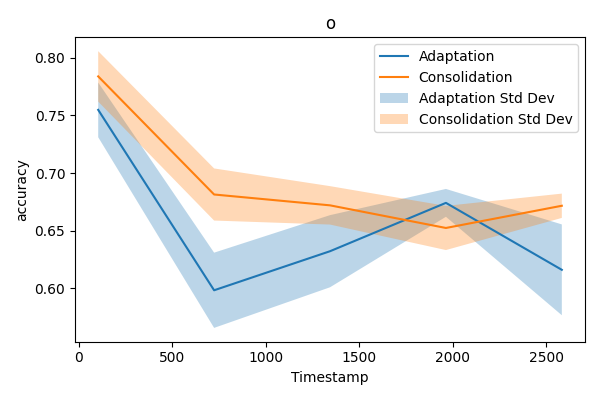 o
Adaptation
Consolidation
Adaptation Std Dev
Consolidation Std Dev
accuracy
0.80
0.75
0.70
0.65
0.60
0
500
1000
1500
2000
2500
Timestamp